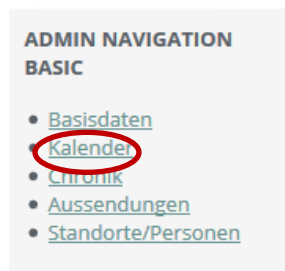 ADMIN NAVIGATION
BASIC
Basisdaten
Kalender
Chronik
Aussendungen
Standorte/Personen